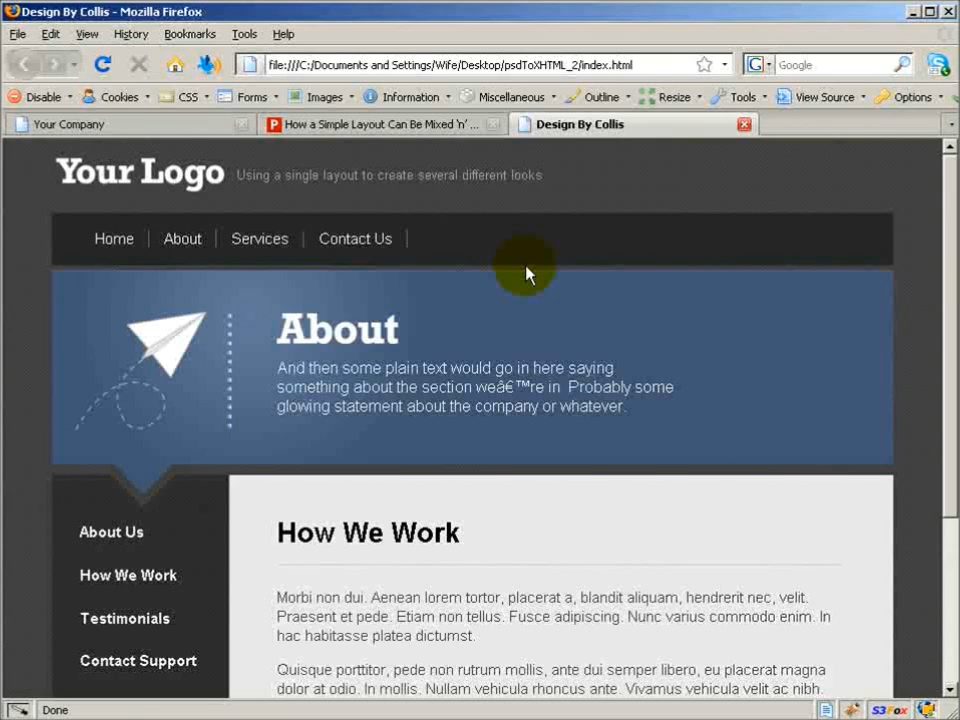 Design By Collis - Mozilla Firefox
File Edit View History Bookmarks Tools Help
file:///C:/Documents and Settings/Wife/Desktop/psdToXHTML_2/index.html Google
Disable Cookies CSS Forms Images Information Miscellaneous Outline Resize Tools View Source Options
Your Company How a Simple Layout Can Be Mixed 'n' ... Design By Collis
Your Logo Using a single layout to create several different looks
Home About Services Contact Us
About
And then some plain text would go in here saying
something about the section weâ€™re in Probably some
glowing statement about the company or whatever.
About Us
How We Work
Testimonials
Contact Support
How We Work
Morbi non dui. Aenean lorem tortor, placerat a, blandit aliquam, hendrerit nec, velit.
Praesent et pede. Etiam non tellus. Fusce adipiscing. Nunc varius commodo enim. In
hac habitasse platea dictumst.
Quisque porttitor, pede non rutrum mollis, ante dui semper libero, eu placerat magna
dolor at odio. In mollis. Nullam vehicula rhoncus ante. Vivamus vehicula velit ac nibh.
Done S3Fox